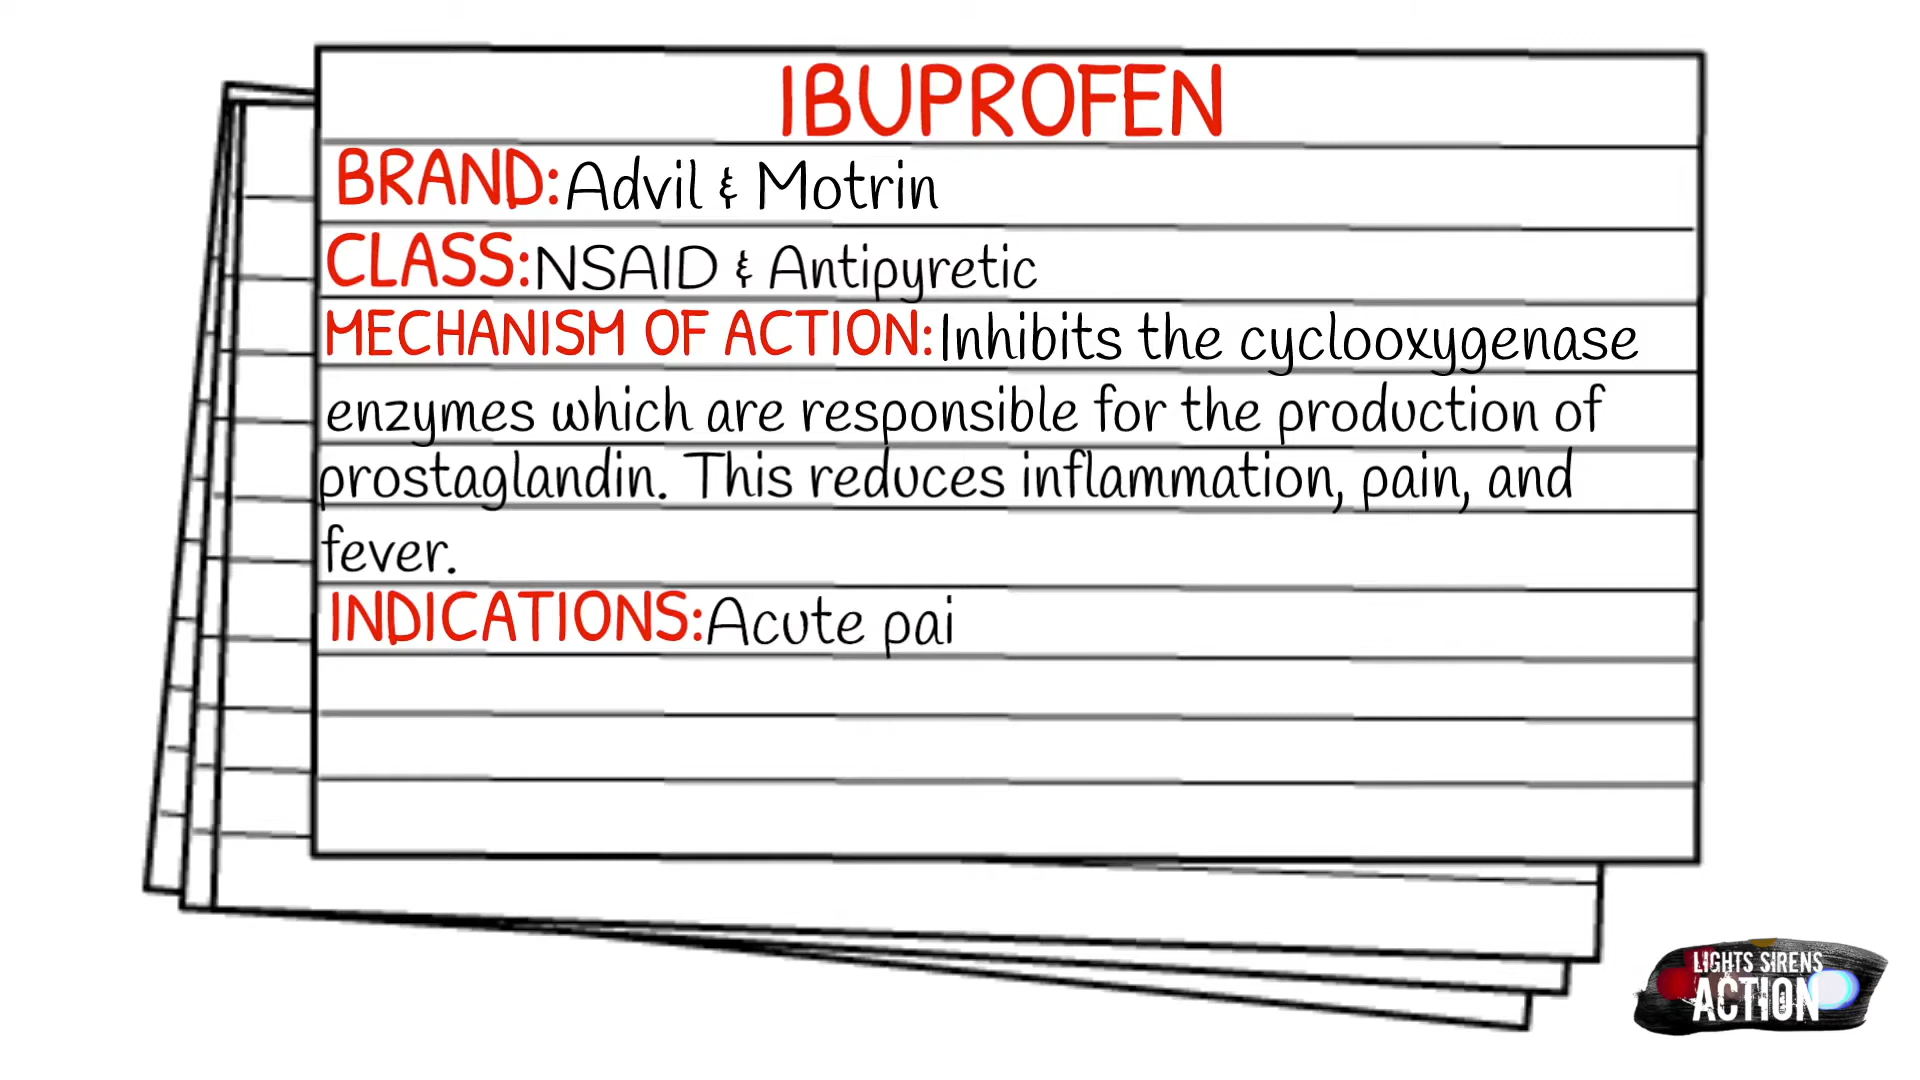 IBUPROFEN
BRAND: Advil & Motrin
CLASS: NSAID & Antipyretic
MECHANISM OF ACTION: Inhibits the cyclooxygenase
enzymes which are responsible for the production of
prostaglandin. This reduces inflammation, pain, and
fever.
INDICATIONS: Acute pai
LIGHTS SIRENS
ACTION